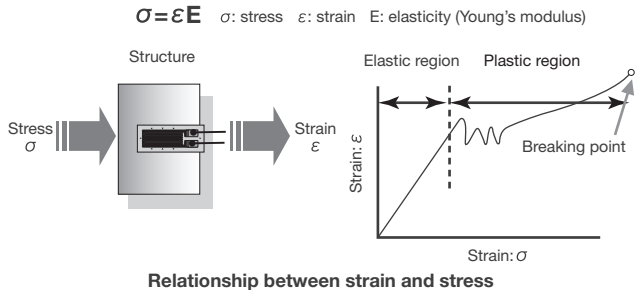 σ=εE σ: stress ε: strain E: elasticity (Young's modulus)
Structure
Stress
σ
Strain
ε
Elastic region
Plastic region
Breaking point
Strain: ε
Strain: σ
Relationship between strain and stress